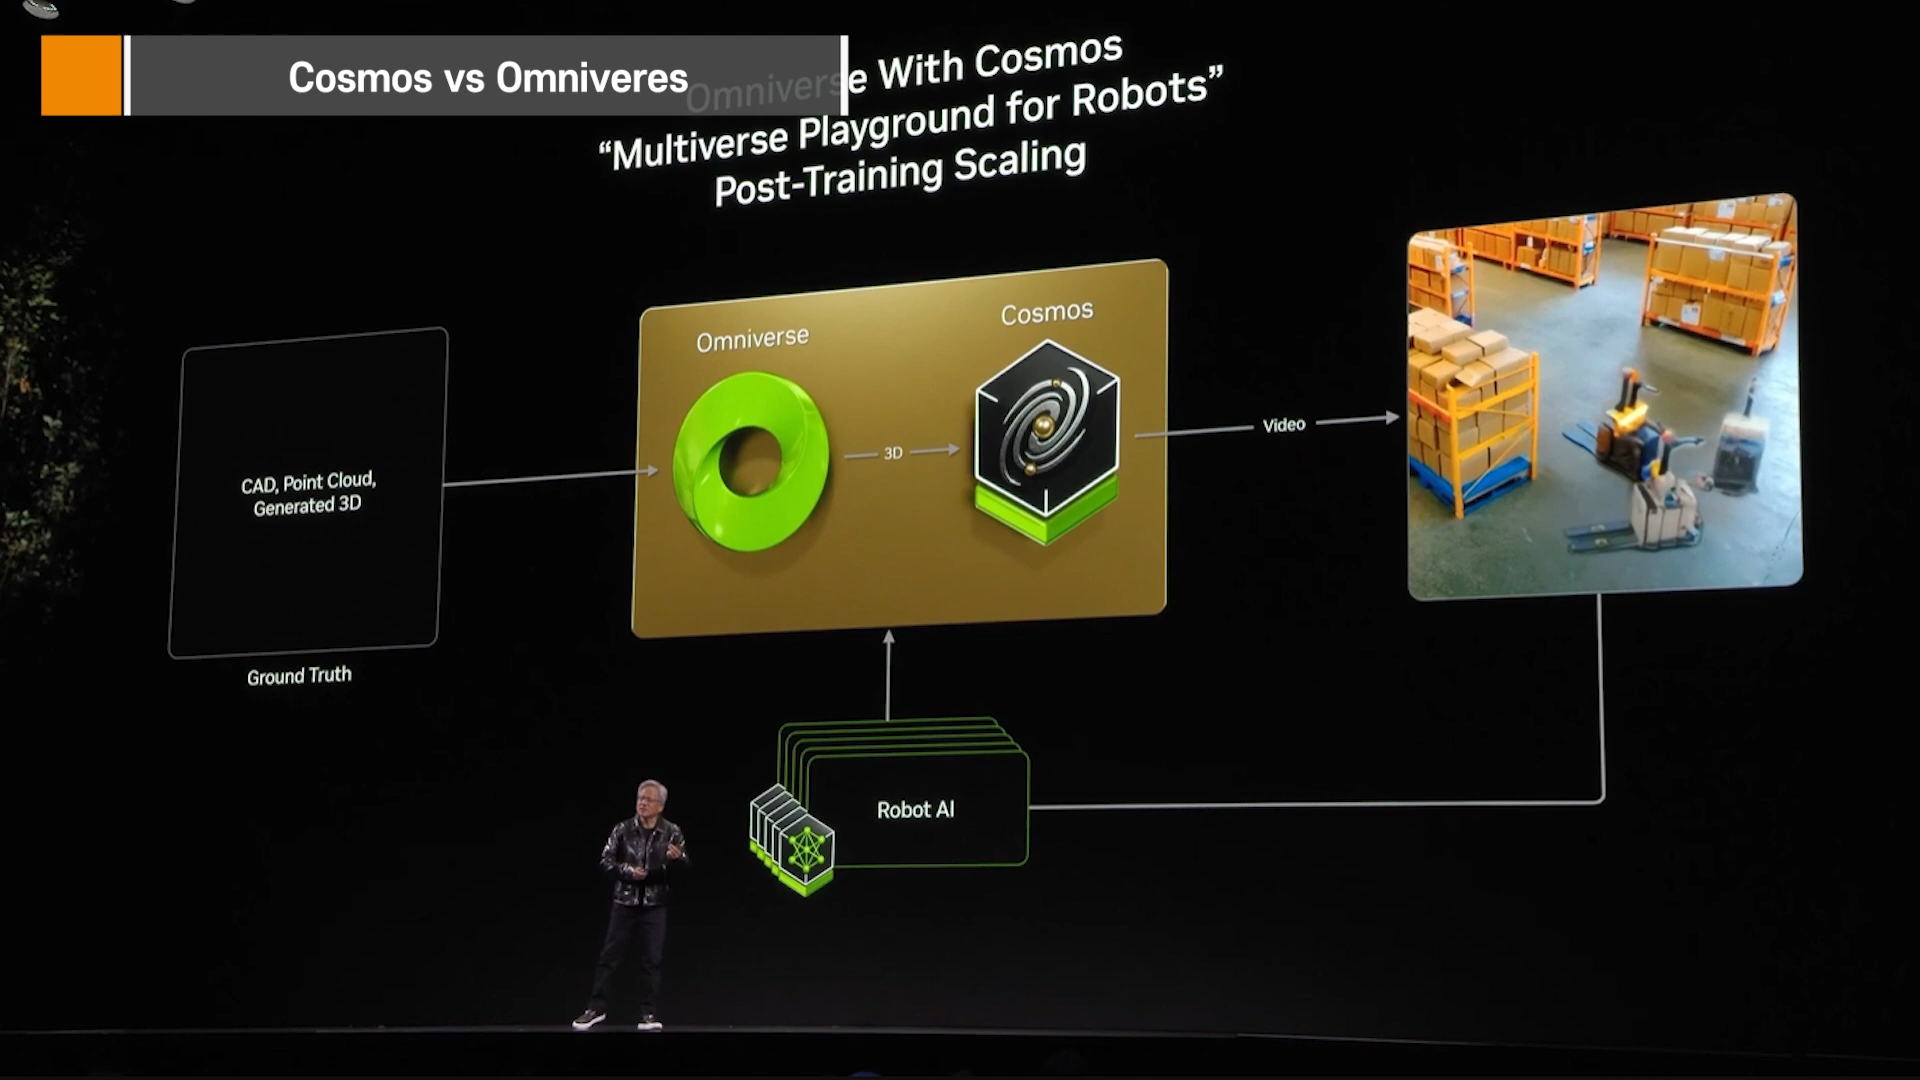 Cosmos vs Omniveres
Omniverse With Cosmos
“Multiverse Playground for Robots”
Post-Training Scaling
Omniverse
Cosmos
CAD, Point Cloud,
Generated 3D
3D
Video
Ground Truth
Robot AI